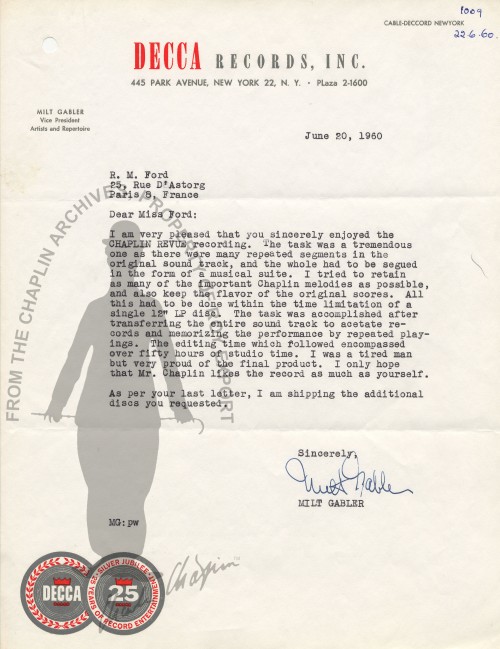 1009
CABLE-DECCORD NEWYORK
22.6.60.
DECCA RECORDS, INC.
445 PARK AVENUE, NEW YORK 22, N. Y. · PLaza 2-1600
MILT GABLER
Vice President
Artists and Repertoire
June 20, 1960
R. M. Ford
25, Rue D'Astorg
Paris 8, France
Dear Miss Ford:
I am very pleased that you sincerely enjoyed the
CHAPLIN REVUE recording. The task was a tremendous
one as there were many repeated segments in the
original sound track, and the whole had to be segued
in the form of a musical suite. I tried to retain
as many of the important Chaplin melodies as possible,
and also keep the flavor of the original scores. All
this had to be done within the time limitation of a
single 12" LP disc. The task was accomplished after
transferring the entire sound track to acetate re-
cords and memorizing the performance by repeated play-
ings. The editing time which followed encompassed
over fifty hours of studio time. I was a tired man
but very proud of the final product. I only hope
that Mr. Chaplin likes the record as much as yourself.
As per your last letter, I am shipping the additional
discs you requested.
Sincerely,
Milt Gabler
MILT GABLER
MG:pw
FROM THE CHAPLIN ARCHIVES
PROPERTY OF
EXPORT
DECCA
SILVER JUBILEE
25
25 YEARS OF RECORD ENTERTAINMENT
Charlie Chaplin